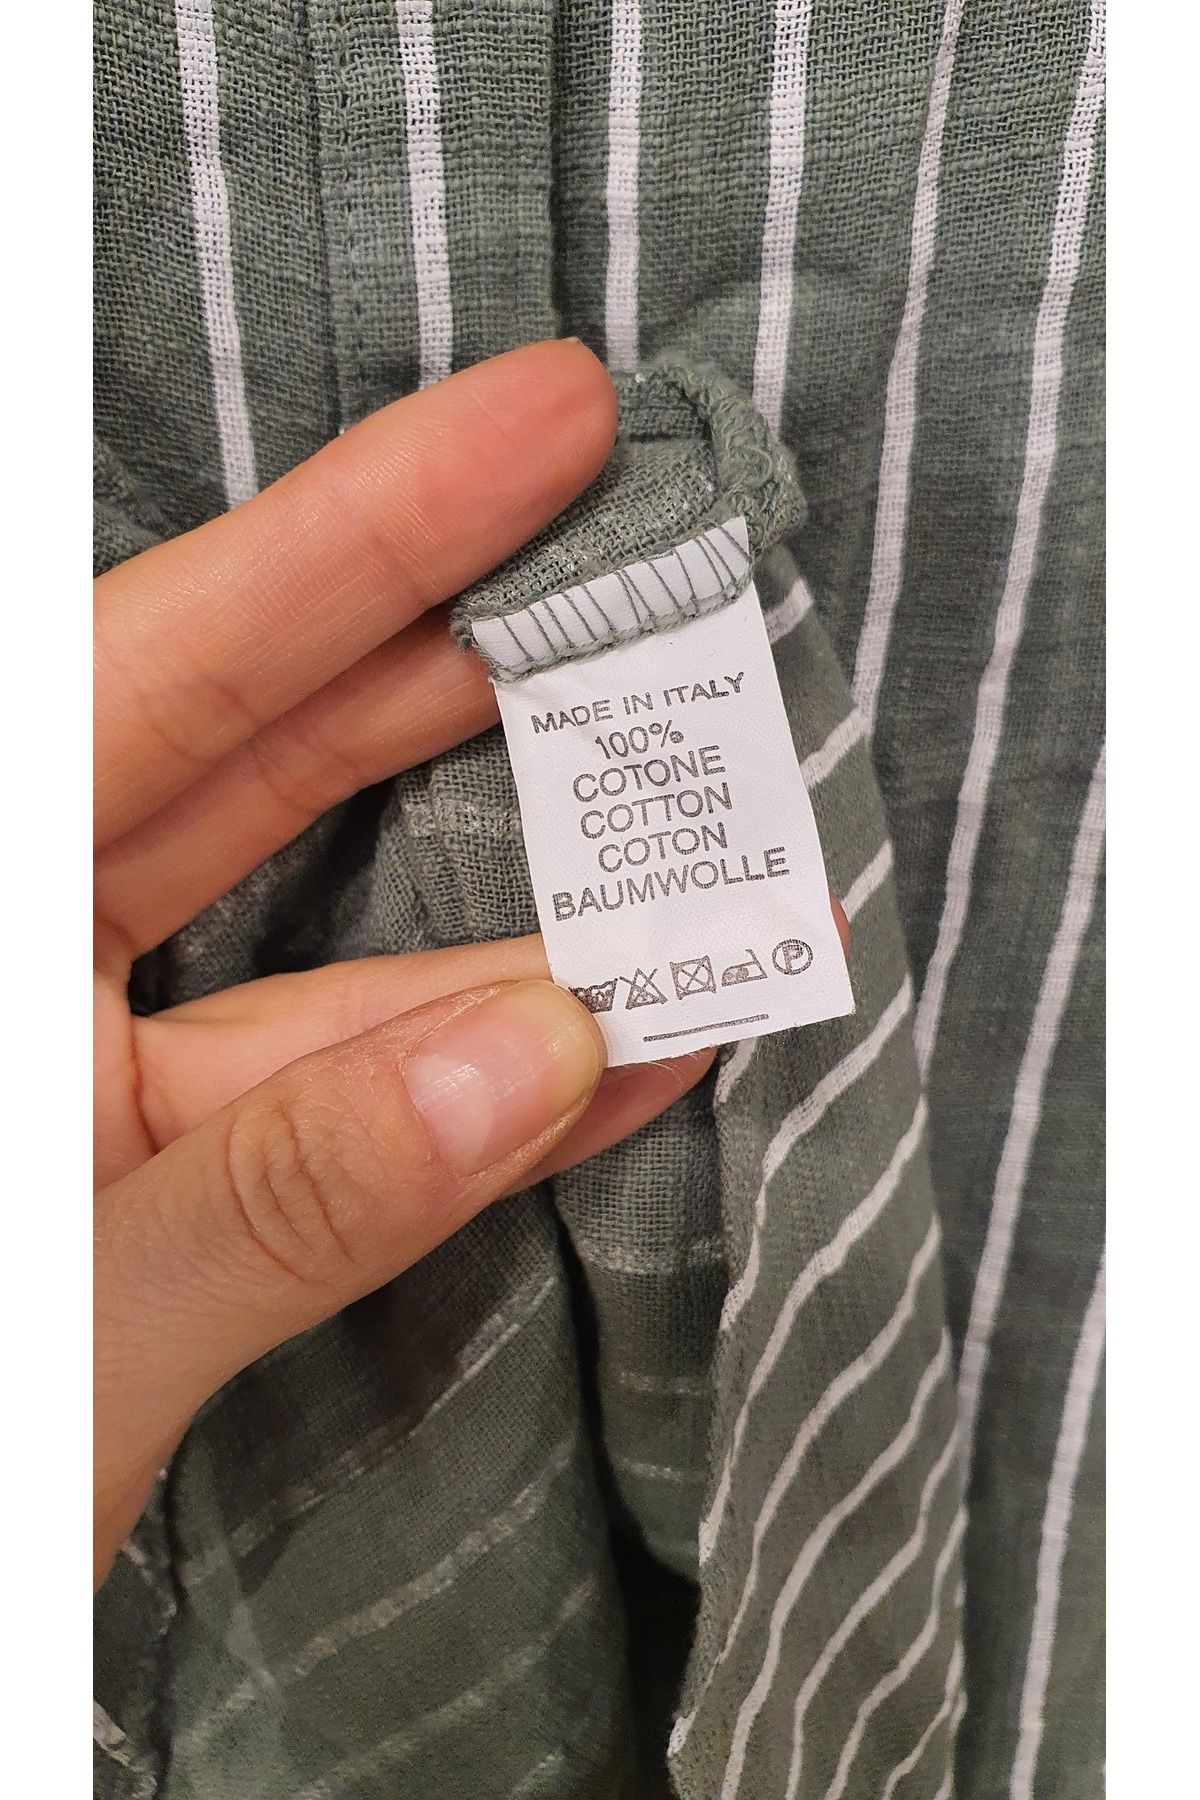 MADE IN ITALY
100%
COTONE
COTTON
COTON
BAUMWOLLE
P